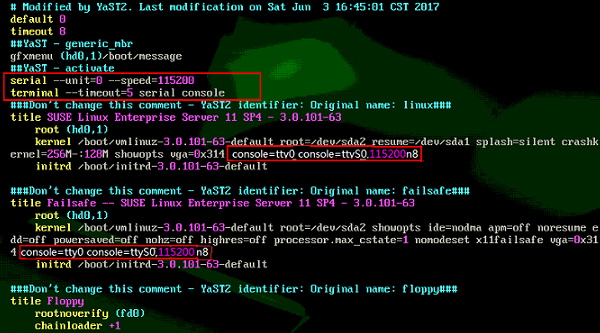 # Modified by YaST2. Last modification on Sat Jun  3 16:45:01 CST 2017
default 0
timeout 8
##YaST - generic_mbr
gfxmenu (hd0,1)/boot/message
##YaST - activate
serial --unit=0 --speed=115200
terminal --timeout=5 serial console
###Don't change this comment - YaST2 identifier: Original name: linux###
title SUSE Linux Enterprise Server 11 SP4 - 3.0.101-63
root (hd0,1)
kernel /boot/vmlinuz-3.0.101-63-default root=/dev/sda2 resume=/dev/sda1 splash=silent crashk
ernel=256M-:128M showopts vga=0x314 console=tty0 console=ttyS0,115200n8
initrd /boot/initrd-3.0.101-63-default
###Don't change this comment - YaST2 identifier: Original name: failsafe###
title Failsafe -- SUSE Linux Enterprise Server 11 SP4 - 3.0.101-63
root (hd0,1)
kernel /boot/vmlinuz-3.0.101-63-default root=/dev/sda2 showopts ide=nodma apm=off noresume e
dd=off powersaved=off nohz=off highres=off processor.max_cstate=1 nomodeset x11failsafe vga=0x31
4 console=tty0 console=ttyS0,115200 n8
initrd /boot/initrd-3.0.101-63-default
###Don't change this comment - YaST2 identifier: Original name: floppy###
title Floppy
rootnoverify (fd0)
chainloader +1